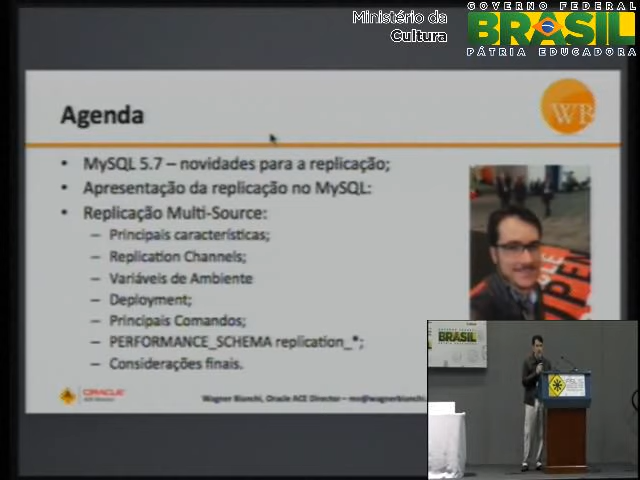 Ministério da
Cultura
GOVERNO FEDERAL
BRASIL
PÁTRIA EDUCADORA
Agenda
WB
• MySQL 5.7 – novidades para a replicação;
• Apresentação da replicação no MySQL:
• Replicação Multi-Source:
– Principais características;
– Replication Channels;
– Variáveis de Ambiente
– Deployment;
– Principais Comandos;
– PERFORMANCE_SCHEMA replication_*;
– Considerações finais.
ORACLE
Wagner Bianchi, Oracle ACE Director – me@wagnerbianchi.
BRASIL